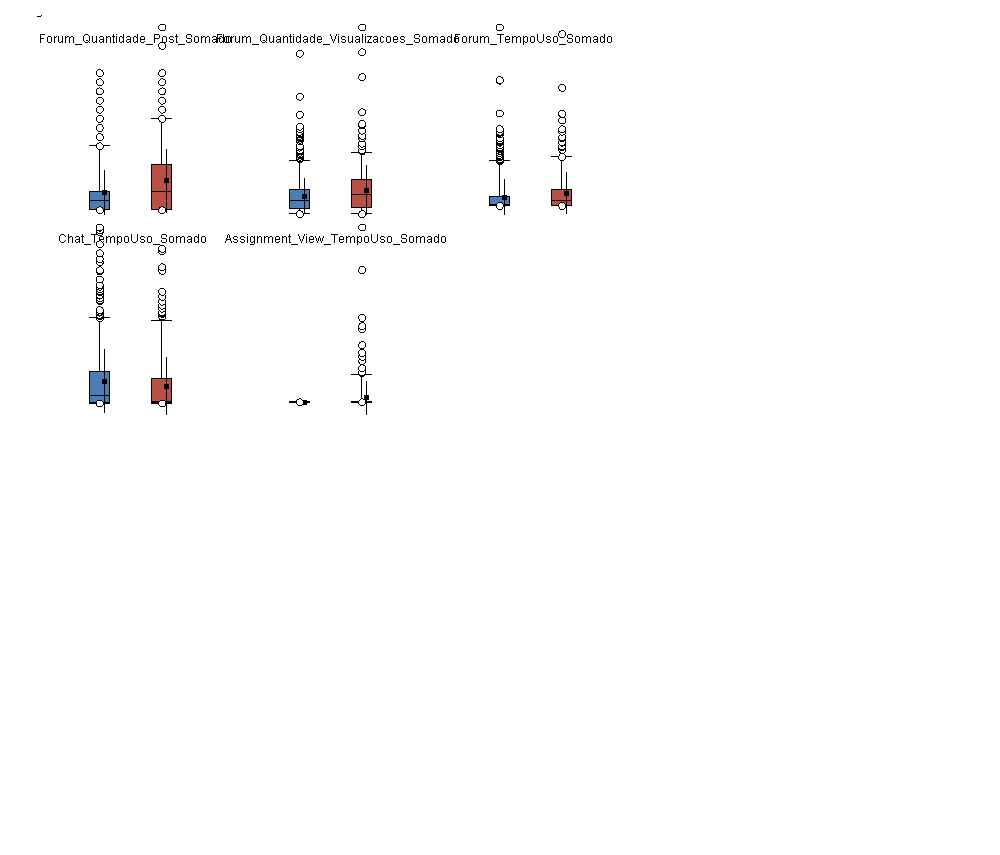 Forum_Quantidade_Post_Somado
Forum_Quantidade_Visualizacoes_Somado
Forum_TempoUso_Somado
Chat_TempoUso_Somado
Assignment_View_TempoUso_Somado